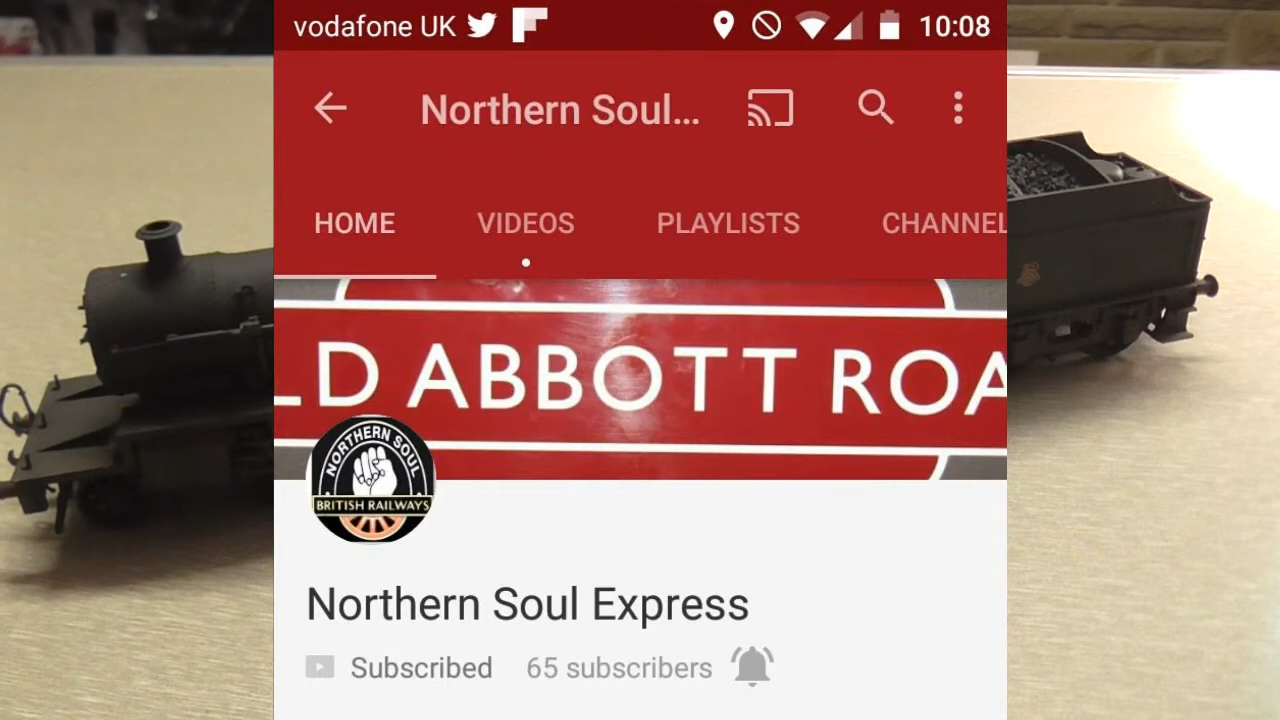 vodafone UK
10:08
Northern Soul...
HOME VIDEOS PLAYLISTS CHANNEL
LD ABBOTT ROA
NORTHERN SOUL
BRITISH RAILWAYS
Northern Soul Express
Subscribed 65 subscribers